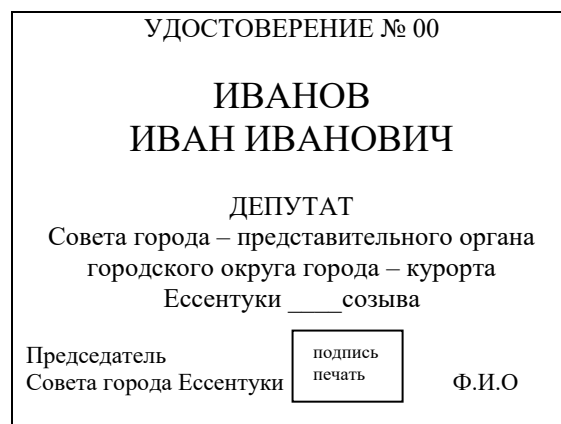 УДОСТОВЕРЕНИЕ № 00
ИВАНОВ
ИВАН ИВАНОВИЧ
ДЕПУТАТ
Совета города – представительного органа
городского округа города – курорта
Ессентуки ____созыва
Председатель
Совета города Ессентуки
подпись
печать
Ф.И.О